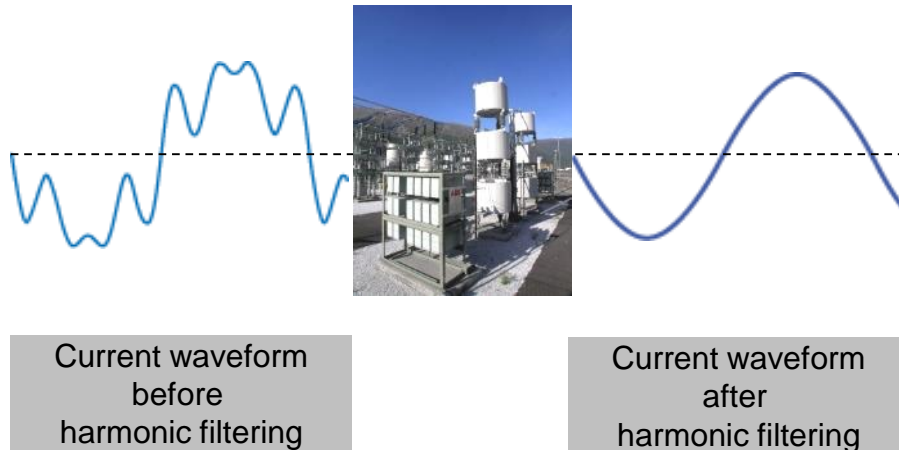 Current waveform
before
harmonic filtering
Current waveform
after
harmonic filtering